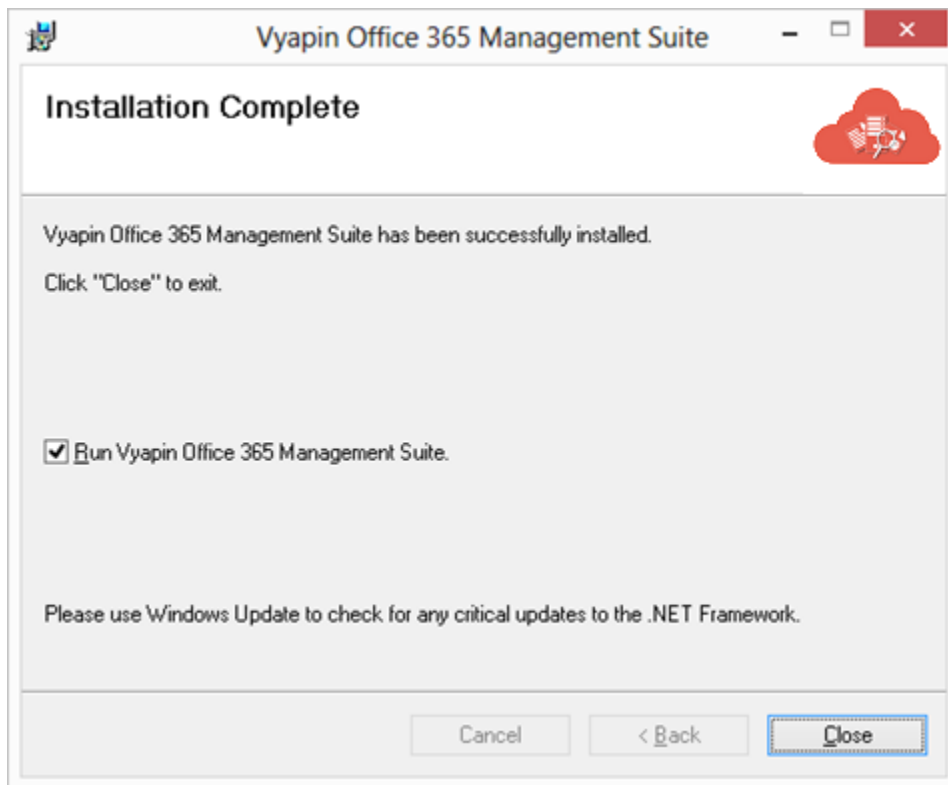 Vyapin Office 365 Management Suite
Installation Complete
Vyapin Office 365 Management Suite has been successfully installed.
Click "Close" to exit.
Run Vyapin Office 365 Management Suite.
Please use Windows Update to check for any critical updates to the .NET Framework.
Cancel
< Back
Close